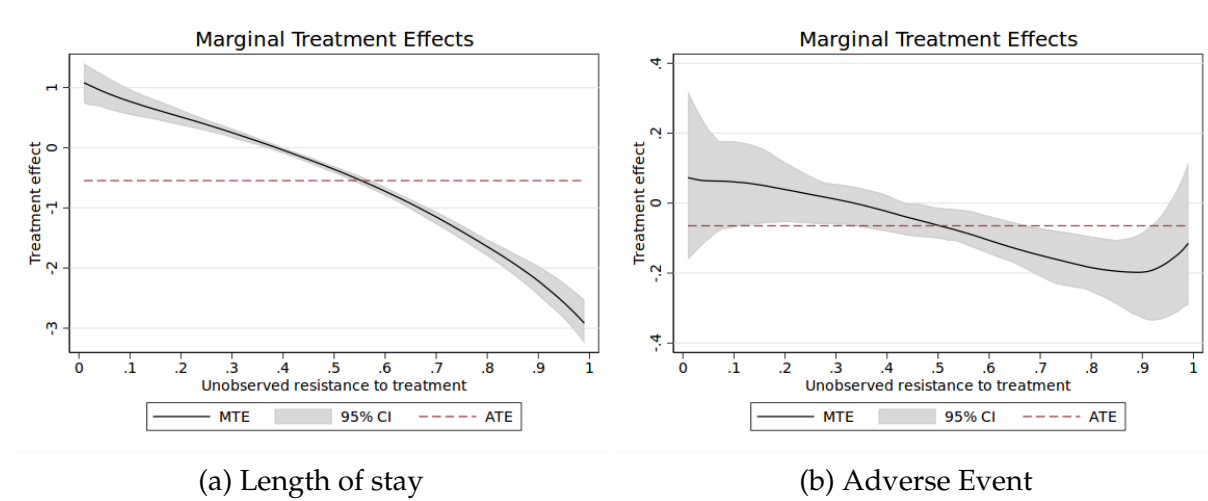 Marginal Treatment Effects
Treatment effect
1
0
-1
-2
-3
0 .1 .2 .3 .4 .5 .6 .7 .8 .9 1
Unobserved resistance to treatment
MTE 95% CI ATE
(a) Length of stay
Marginal Treatment Effects
Treatment effect
.4
.2
0
-.2
-.4
0 .1 .2 .3 .4 .5 .6 .7 .8 .9 1
Unobserved resistance to treatment
MTE 95% CI ATE
(b) Adverse Event